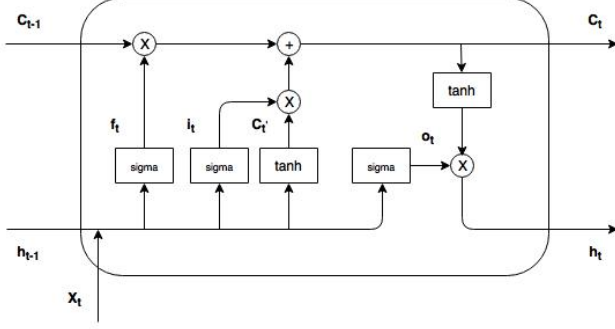 C_{t-1}
C_t
X
+
tanh
X
f_t
i_t
C_t'
o_t
sigma
sigma
tanh
sigma
X
h_{t-1}
h_t
X_t